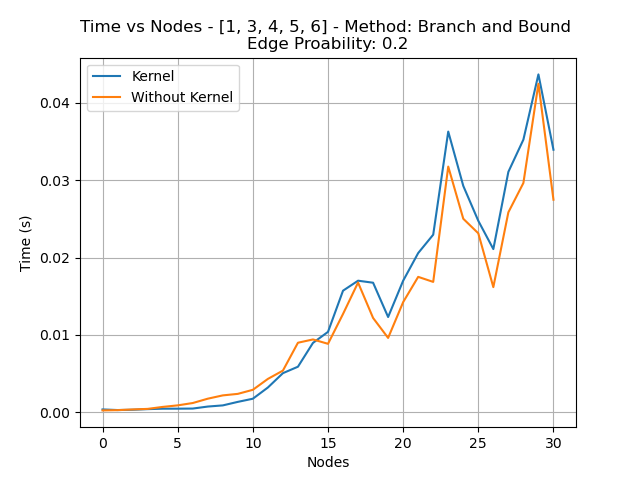 Time vs Nodes - [1, 3, 4, 5, 6] - Method: Branch and Bound
Edge Proability: 0.2
Kernel
Without Kernel
0.04
0.03
0.02
0.01
0.00
Time (s)
0 5 10 15 20 25 30
Nodes